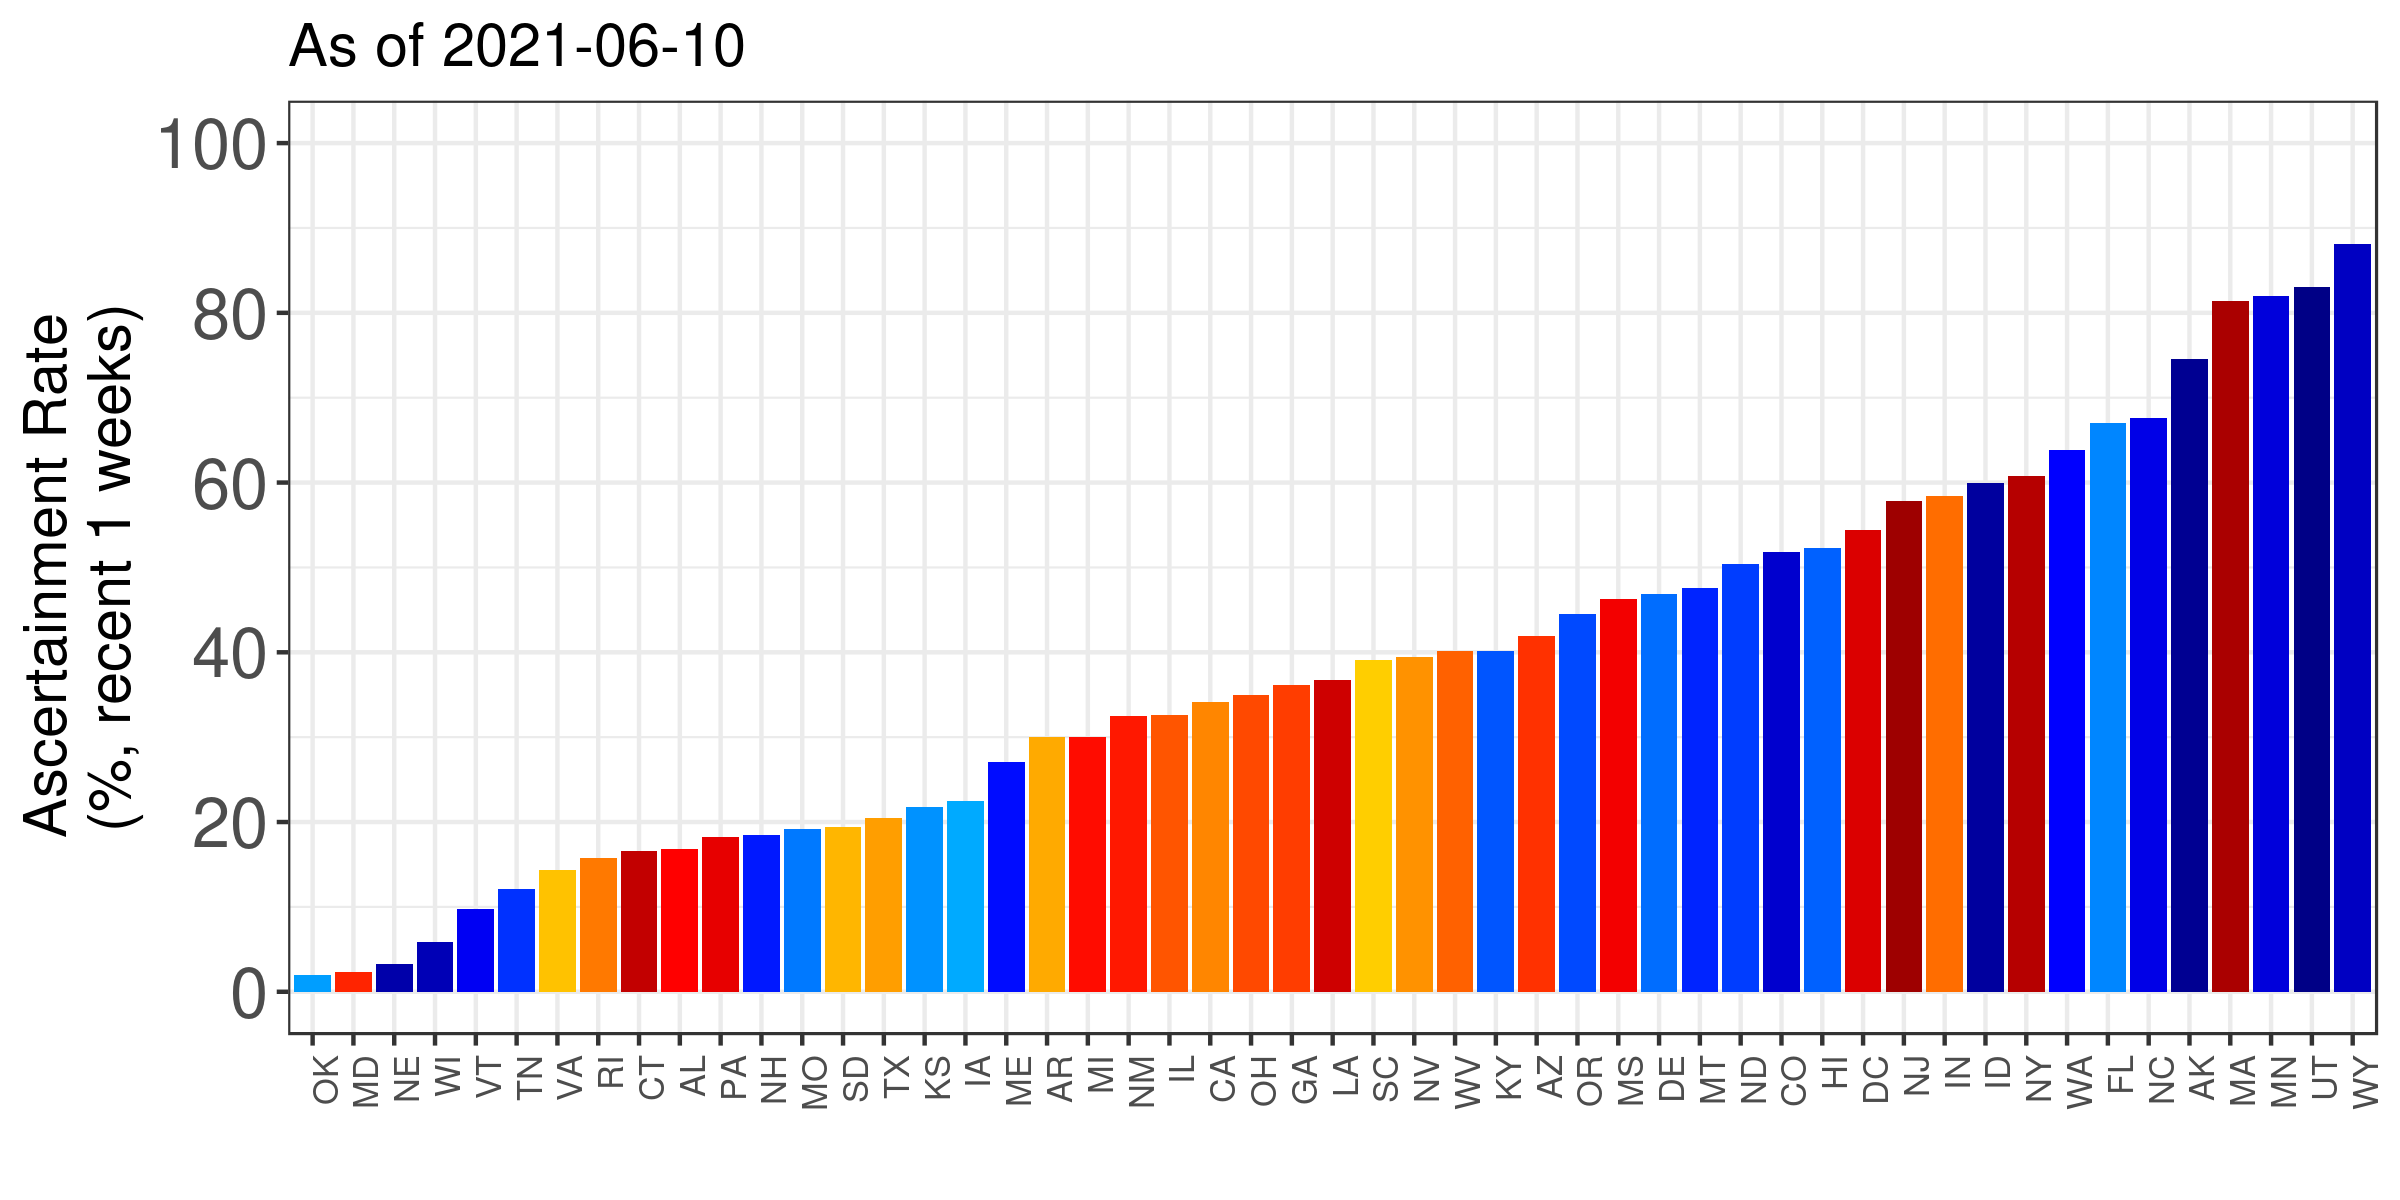 As of 2021-06-10
Ascertainment Rate
(%, recent 1 weeks)
100
80
60
40
20
0
OK
MD
NE
WI
VT
TN
VA
RI
CT
AL
PA
NH
MO
SD
TX
KS
IA
ME
AR
MI
NM
IL
CA
OH
GA
LA
SC
NV
WV
KY
AZ
OR
MS
DE
MT
ND
CO
HI
DC
NJ
IN
ID
NY
WA
FL
NC
AK
MA
MN
UT
WY